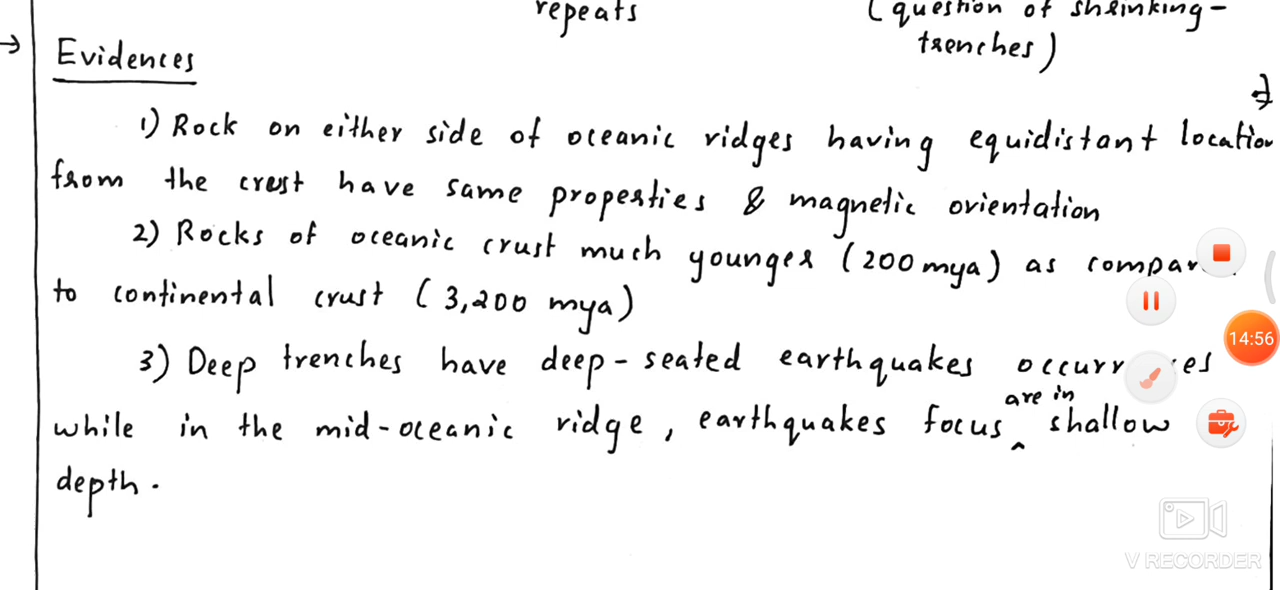 repeats (question of shrinking-
trenches)
→ Evidences
1) Rock on either side of oceanic ridges having equidistant location
from the crest have same properties & magnetic orientation
2) Rocks of oceanic crust much younger (200 mya) as
to continental crust (3,200 mya)
3) Deep trenches have deep-seated earthquakes
are in
while in the mid-oceanic ridge, earthquakes focus ^ shallow
depth.
14:56
V RECORDER